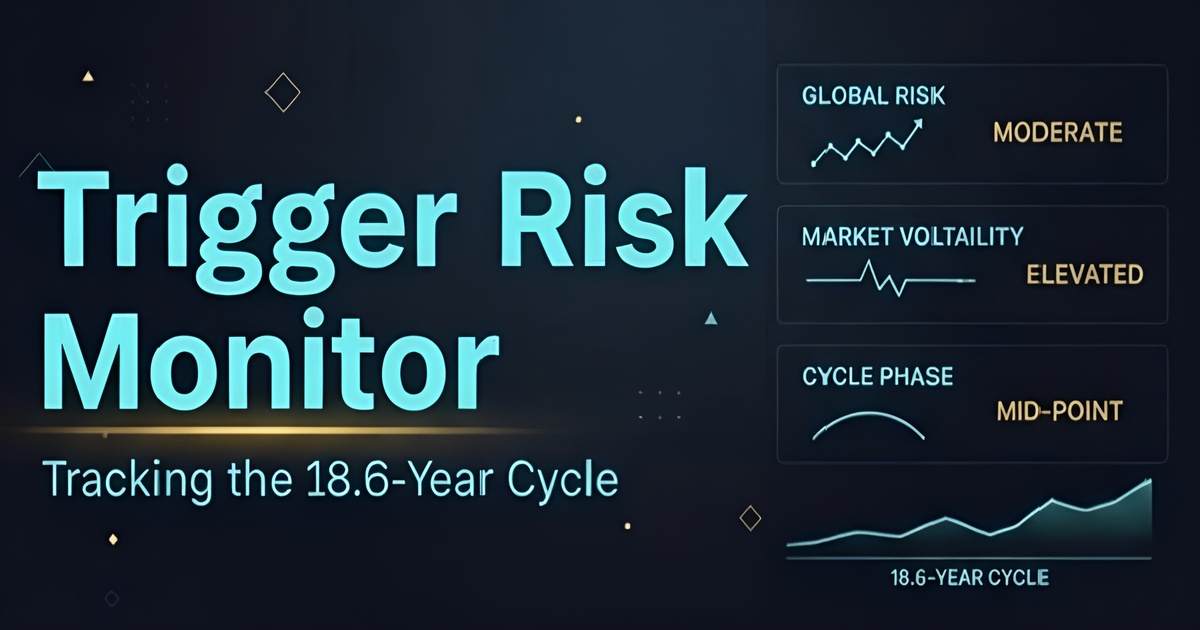 Trigger Risk
Monitor
Tracking the 18.6-Year Cycle
GLOBAL RISK
MODERATE
MARKET VOLTAILITY
ELEVATED
CYCLE PHASE
MID-POINT
18.6-YEAR CYCLE